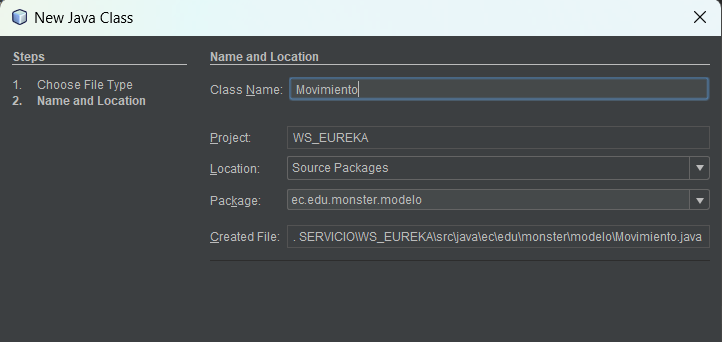 New Java Class
Steps
1. Choose File Type
2. Name and Location
Name and Location
Class Name: Movimiento
Project: WS_EUREKA
Location: Source Packages
Package: ec.edu.monster.modelo
Created File: . SERVICIO\WS_EUREKA\src\java\ec\edu\monster\modelo\Movimiento.java